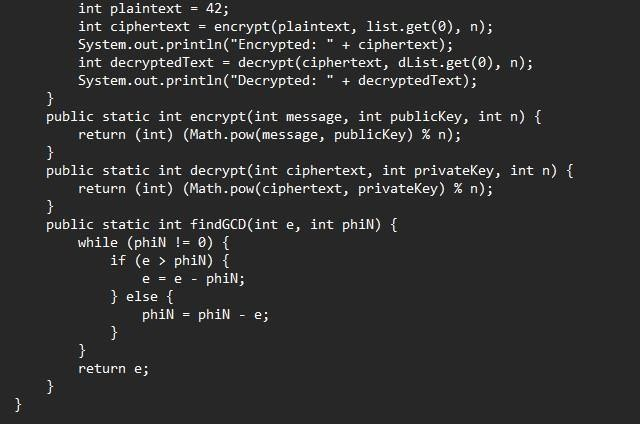 int plaintext = 42;
int ciphertext = encrypt(plaintext, list.get(0), n);
System.out.println("Encrypted: " + ciphertext);
int decryptedText = decrypt(ciphertext, dList.get(0), n);
System.out.println("Decrypted: " + decryptedText);
}
public static int encrypt(int message, int publicKey, int n) {
return (int) (Math.pow(message, publicKey) % n);
}
public static int decrypt(int ciphertext, int privateKey, int n) {
return (int) (Math.pow(ciphertext, privateKey) % n);
}
public static int findGCD(int e, int phiN) {
while (phiN != 0) {
if (e > phiN) {
e = e - phiN;
} else {
phiN = phiN - e;
}
}
return e;
}
}